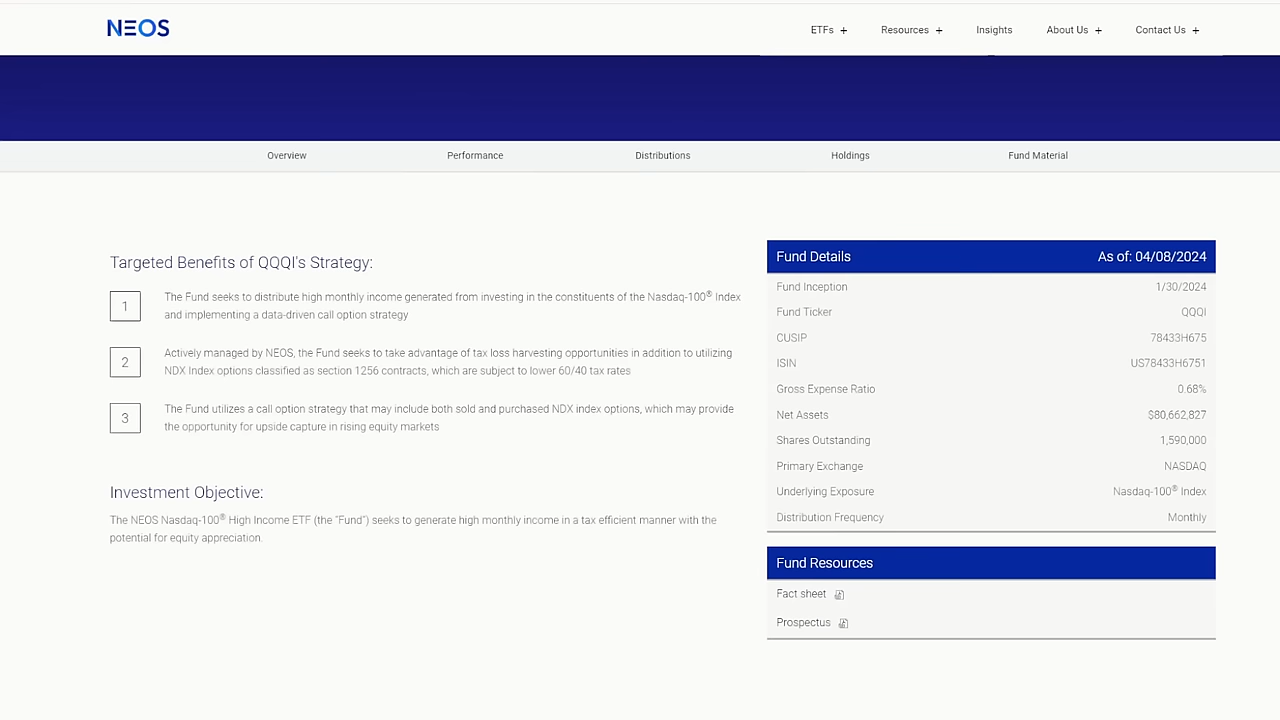 NEOS
ETFs + Resources + Insights About Us + Contact Us +
Overview Performance Distributions Holdings Fund Material
Targeted Benefits of QQQI's Strategy:
1
The Fund seeks to distribute high monthly income generated from investing in the constituents of the Nasdaq-100® Index
and implementing a data-driven call option strategy
2
Actively managed by NEOS, the Fund seeks to take advantage of tax loss harvesting opportunities in addition to utilizing
NDX Index options classified as section 1256 contracts, which are subject to lower 60/40 tax rates
3
The Fund utilizes a call option strategy that may include both sold and purchased NDX index options, which may provide
the opportunity for upside capture in rising equity markets
Investment Objective:
The NEOS Nasdaq-100® High Income ETF (the "Fund") seeks to generate high monthly income in a tax efficient manner with the
potential for equity appreciation.
Fund Details As of: 04/08/2024
Fund Inception 1/30/2024
Fund Ticker QQQI
CUSIP 78433H675
ISIN US78433H6751
Gross Expense Ratio 0.68%
Net Assets $80,662,827
Shares Outstanding 1,590,000
Primary Exchange NASDAQ
Underlying Exposure Nasdaq-100® Index
Distribution Frequency Monthly
Fund Resources
Fact sheet
Prospectus